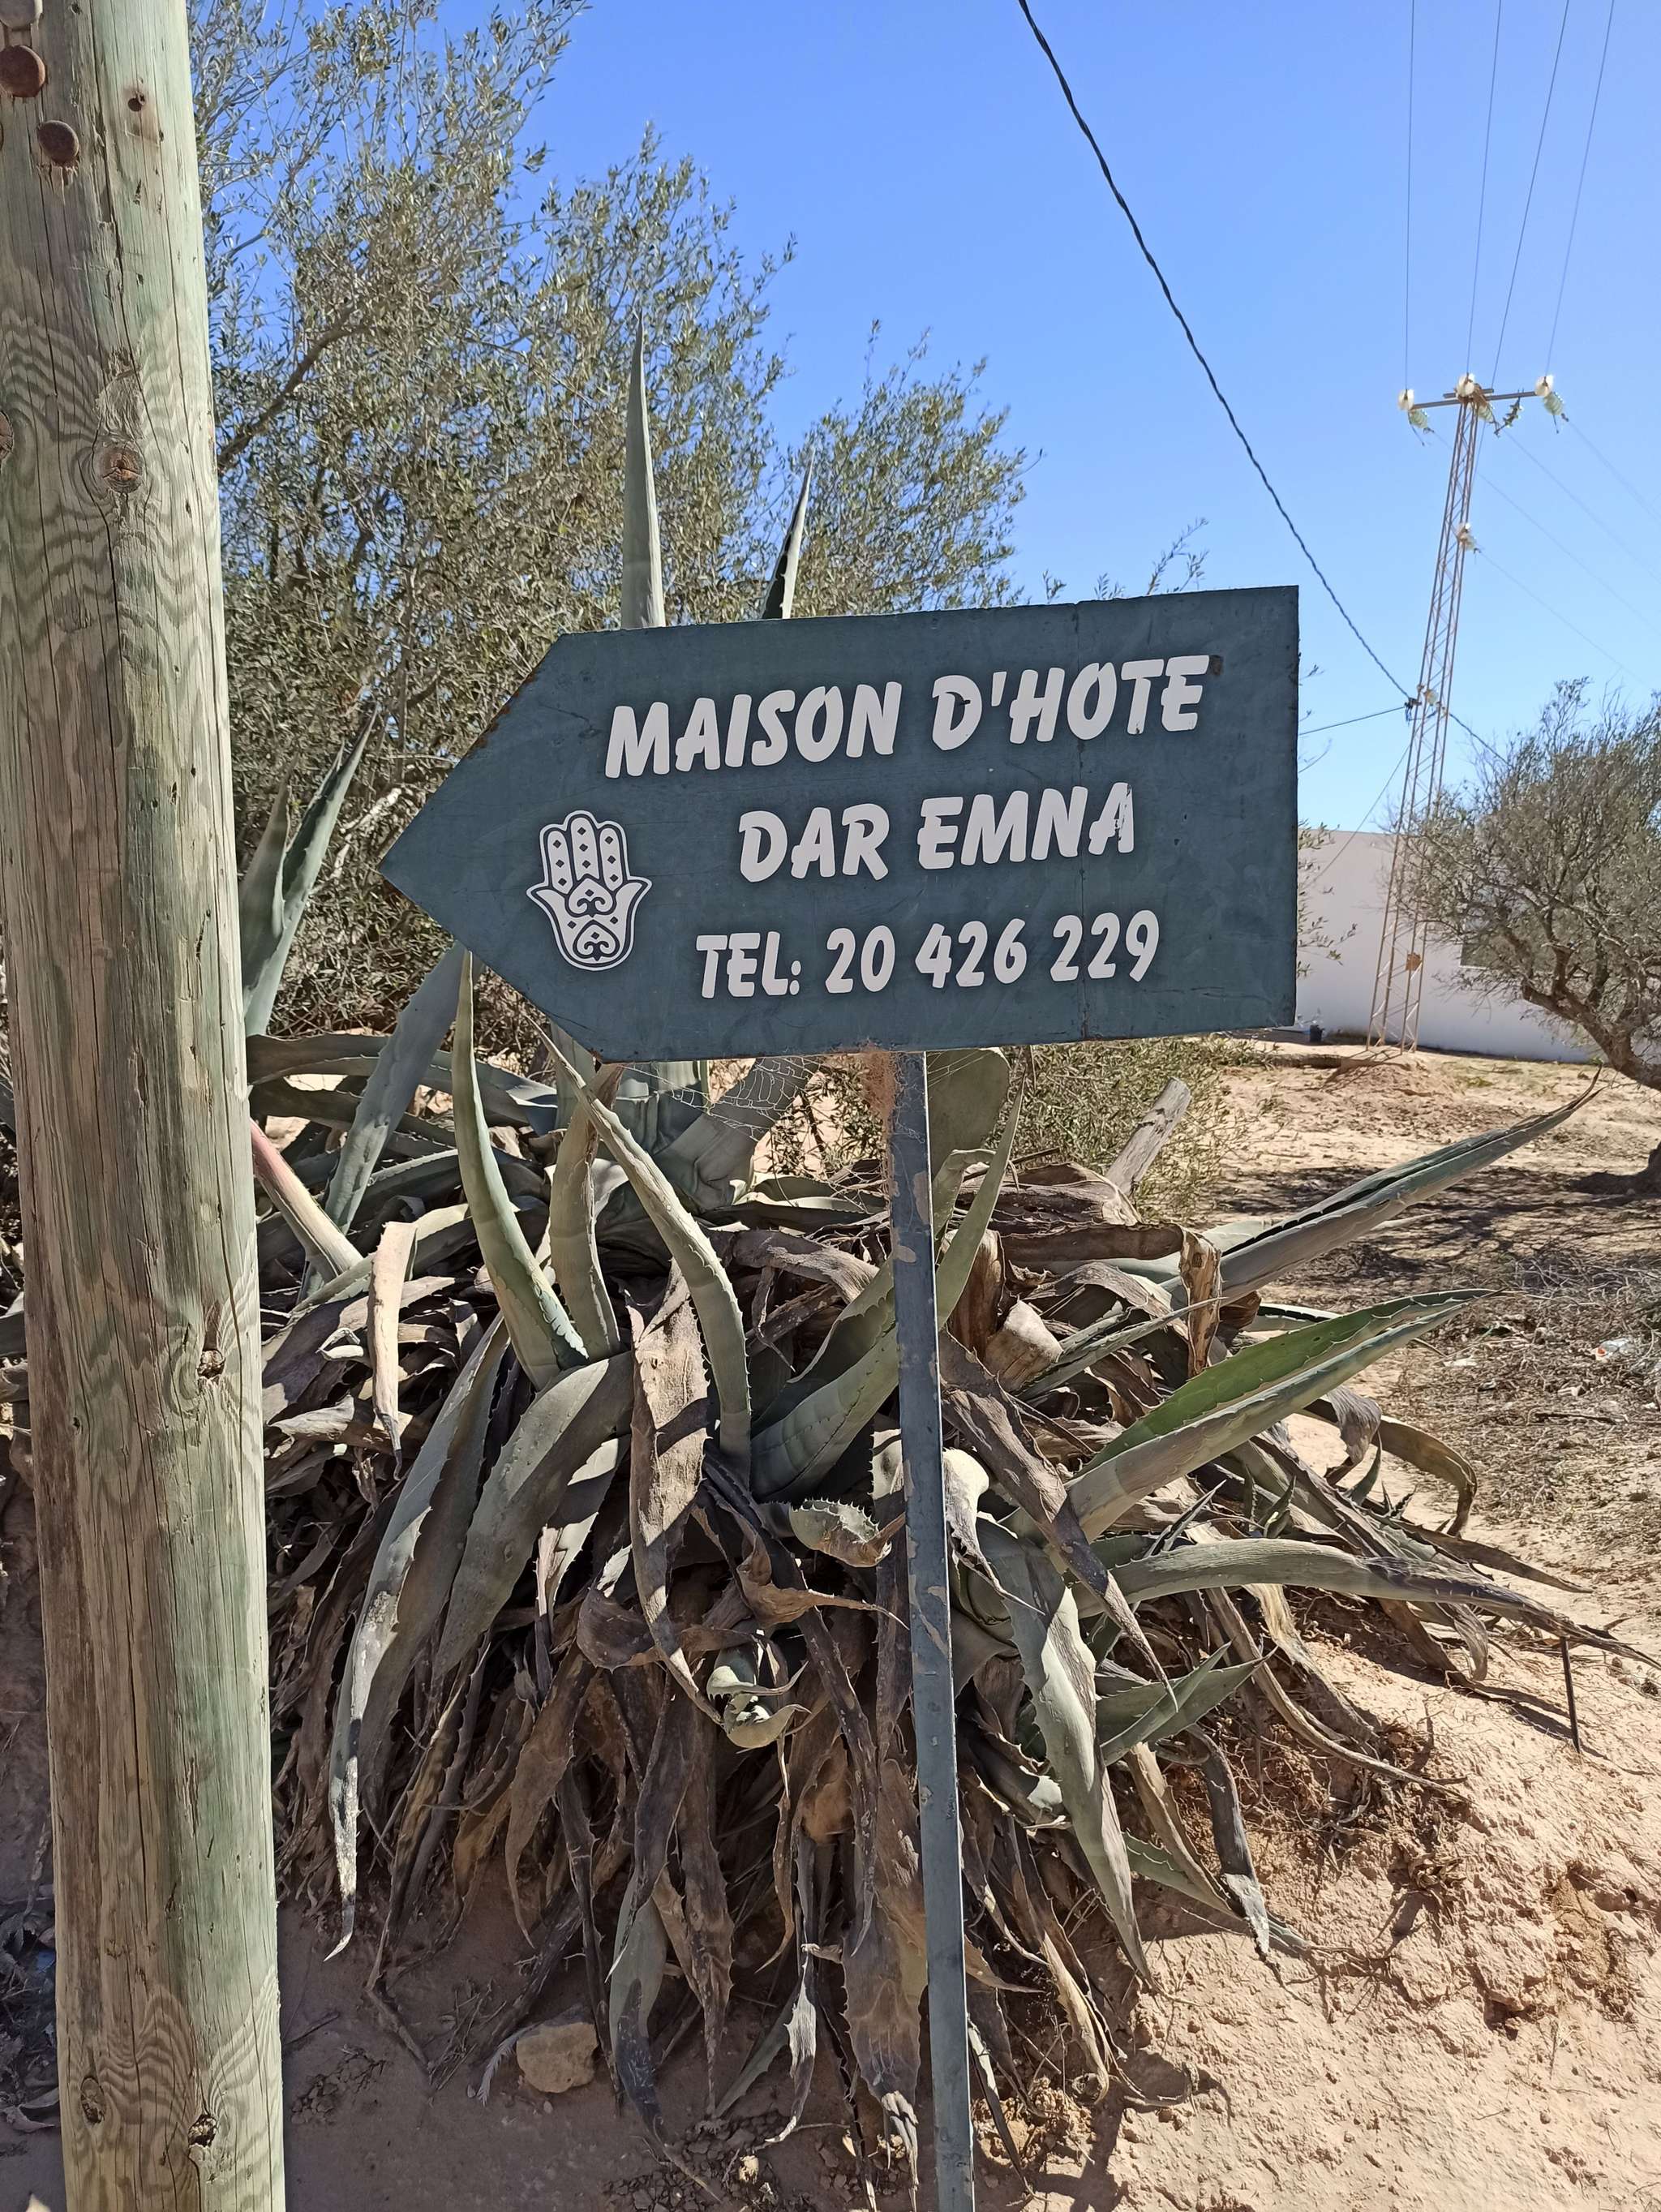 MAISON D'HOTE
DAR EMNA
TEL: 20 426 229